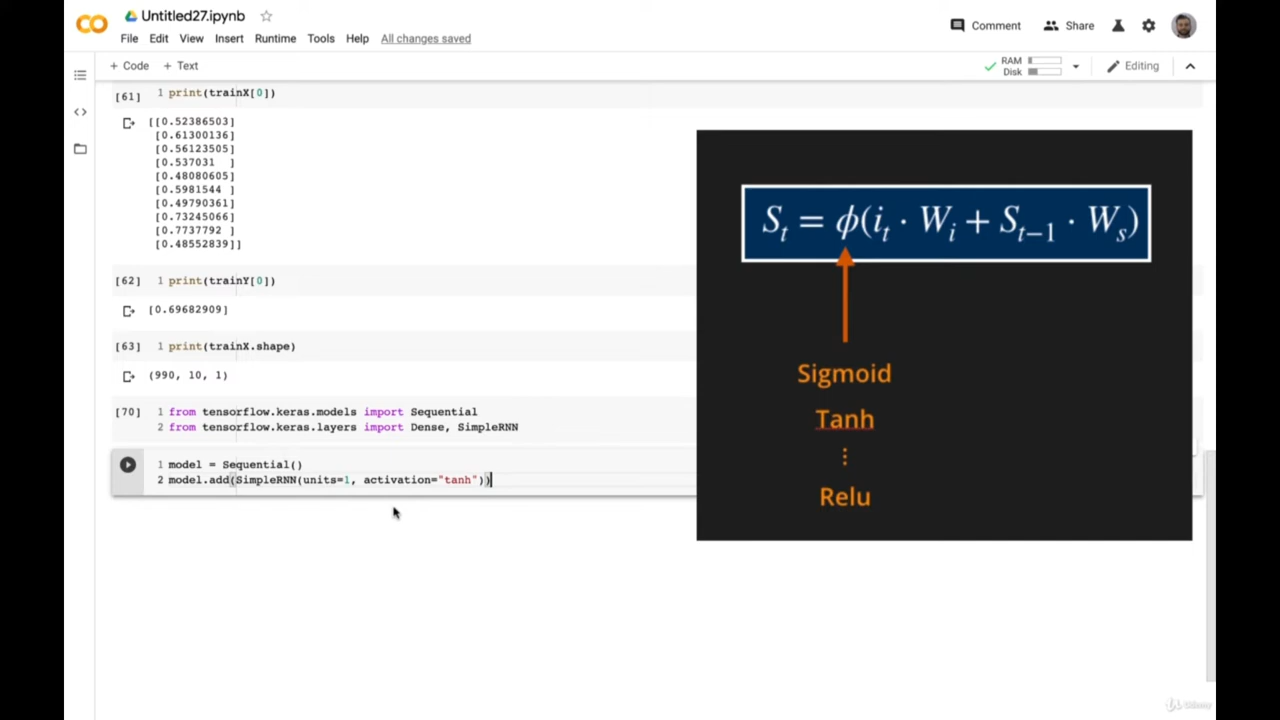 Untitled27.ipynb
File Edit View Insert Runtime Tools Help All changes saved
Comment Share
+ Code + Text
RAM
Disk
Editing
[61] 1 print(trainX[0])
[[0.52386503]
[0.61300136]
[0.56123505]
[0.537031 ]
[0.48080605]
[0.5981544 ]
[0.49790361]
[0.73245066]
[0.7737792 ]
[0.48552839]]
[62] 1 print(trainY[0])
[0.69682909]
[63] 1 print(trainX.shape)
(990, 10, 1)
[70] 1 from tensorflow.keras.models import Sequential
2 from tensorflow.keras.layers import Dense, SimpleRNN
1 model = Sequential()
2 model.add(SimpleRNN(units=1, activation="tanh"))
S_t = ϕ(i_t · W_i + S_{t−1} · W_s)
Sigmoid
Tanh
⋮
Relu
Udemy